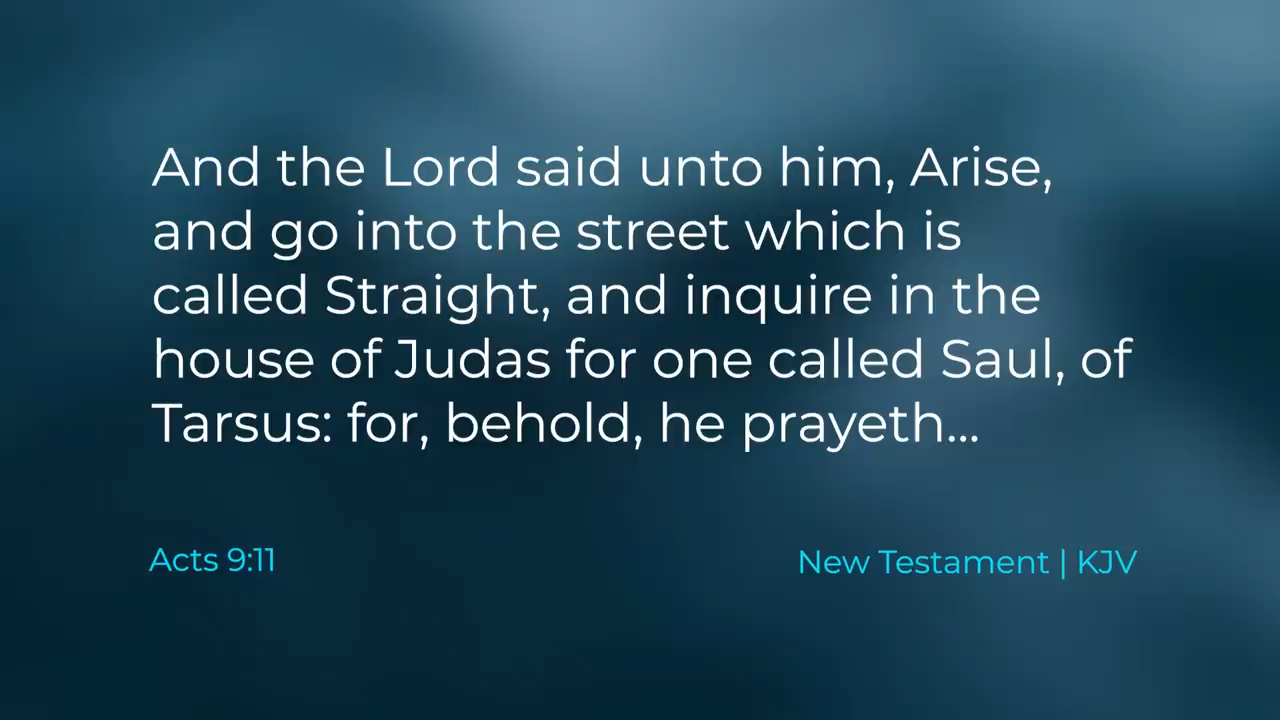 And the Lord said unto him, Arise,
and go into the street which is
called Straight, and inquire in the
house of Judas for one called Saul, of
Tarsus: for, behold, he prayeth...
Acts 9:11
New Testament | KJV